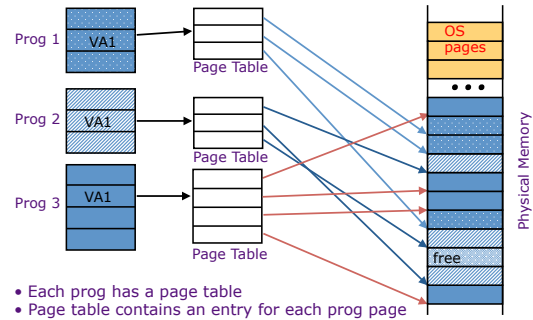 Prog 1
VA1
Page Table
Prog 2
VA1
Page Table
Prog 3
VA1
Page Table
OS
pages
• • •
free
Physical Memory
• Each prog has a page table
• Page table contains an entry for each prog page